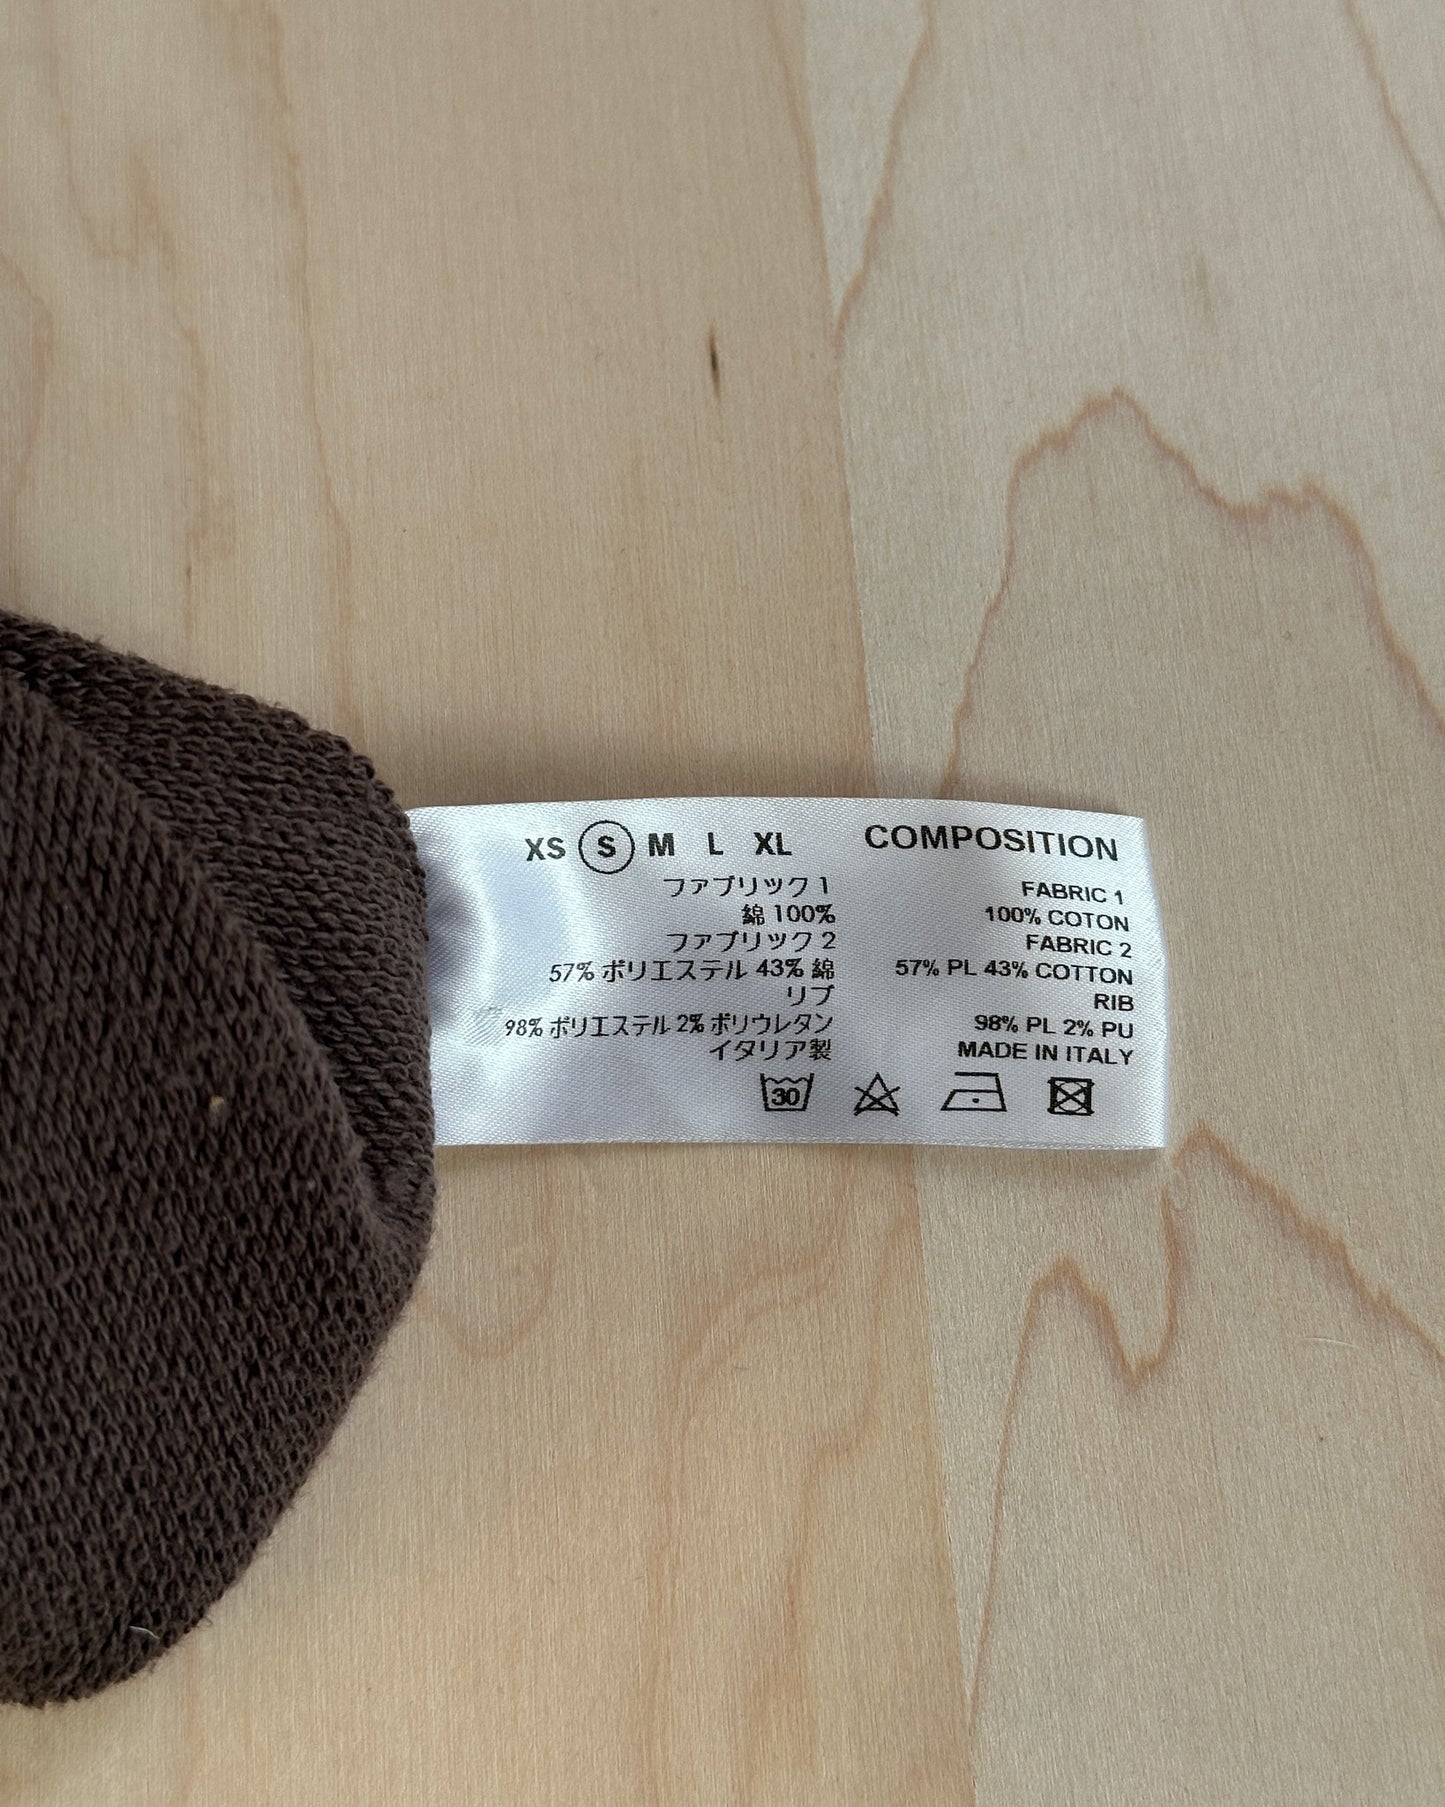 XS S M L XL
ファブリック 1
綿 100%
ファブリック 2
57% ポリエステル 43% 綿
リブ
98% ポリエステル 2% ポリウレタン
イタリア製
COMPOSITION
FABRIC 1
100% COTON
FABRIC 2
57% PL 43% COTTON
RIB
98% PL 2% PU
MADE IN ITALY
30